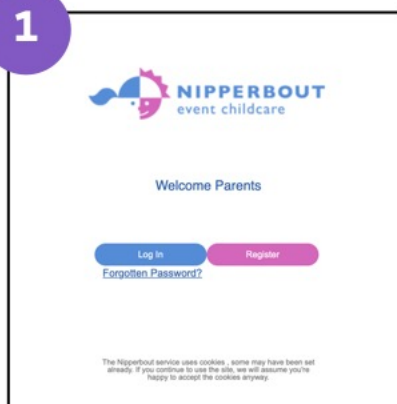 1
NIPPERBOUT
event childcare
Welcome Parents
Log In
Register
Forgotten Password?
The Nipperbout service uses cookies , some may have been set
already. If you continue to use the site, we will assume you're
happy to accept the cookies anyway.